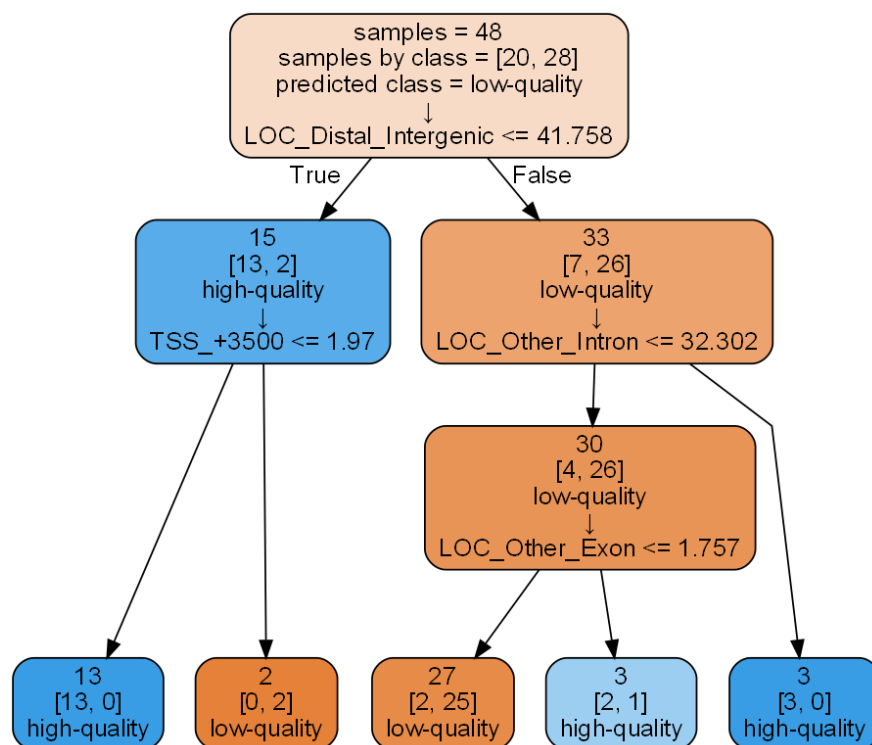 samples = 48
samples by class = [20, 28]
predicted class = low-quality
↓
LOC_Distal_Intergenic <= 41.758
True
False
15
[13, 2]
high-quality
↓
TSS_+3500 <= 1.97
33
[7, 26]
low-quality
↓
LOC_Other_Intron <= 32.302
30
[4, 26]
low-quality
↓
LOC_Other_Exon <= 1.757
13
[13, 0]
high-quality
2
[0, 2]
low-quality
27
[2, 25]
low-quality
3
[2, 1]
high-quality
3
[3, 0]
high-quality